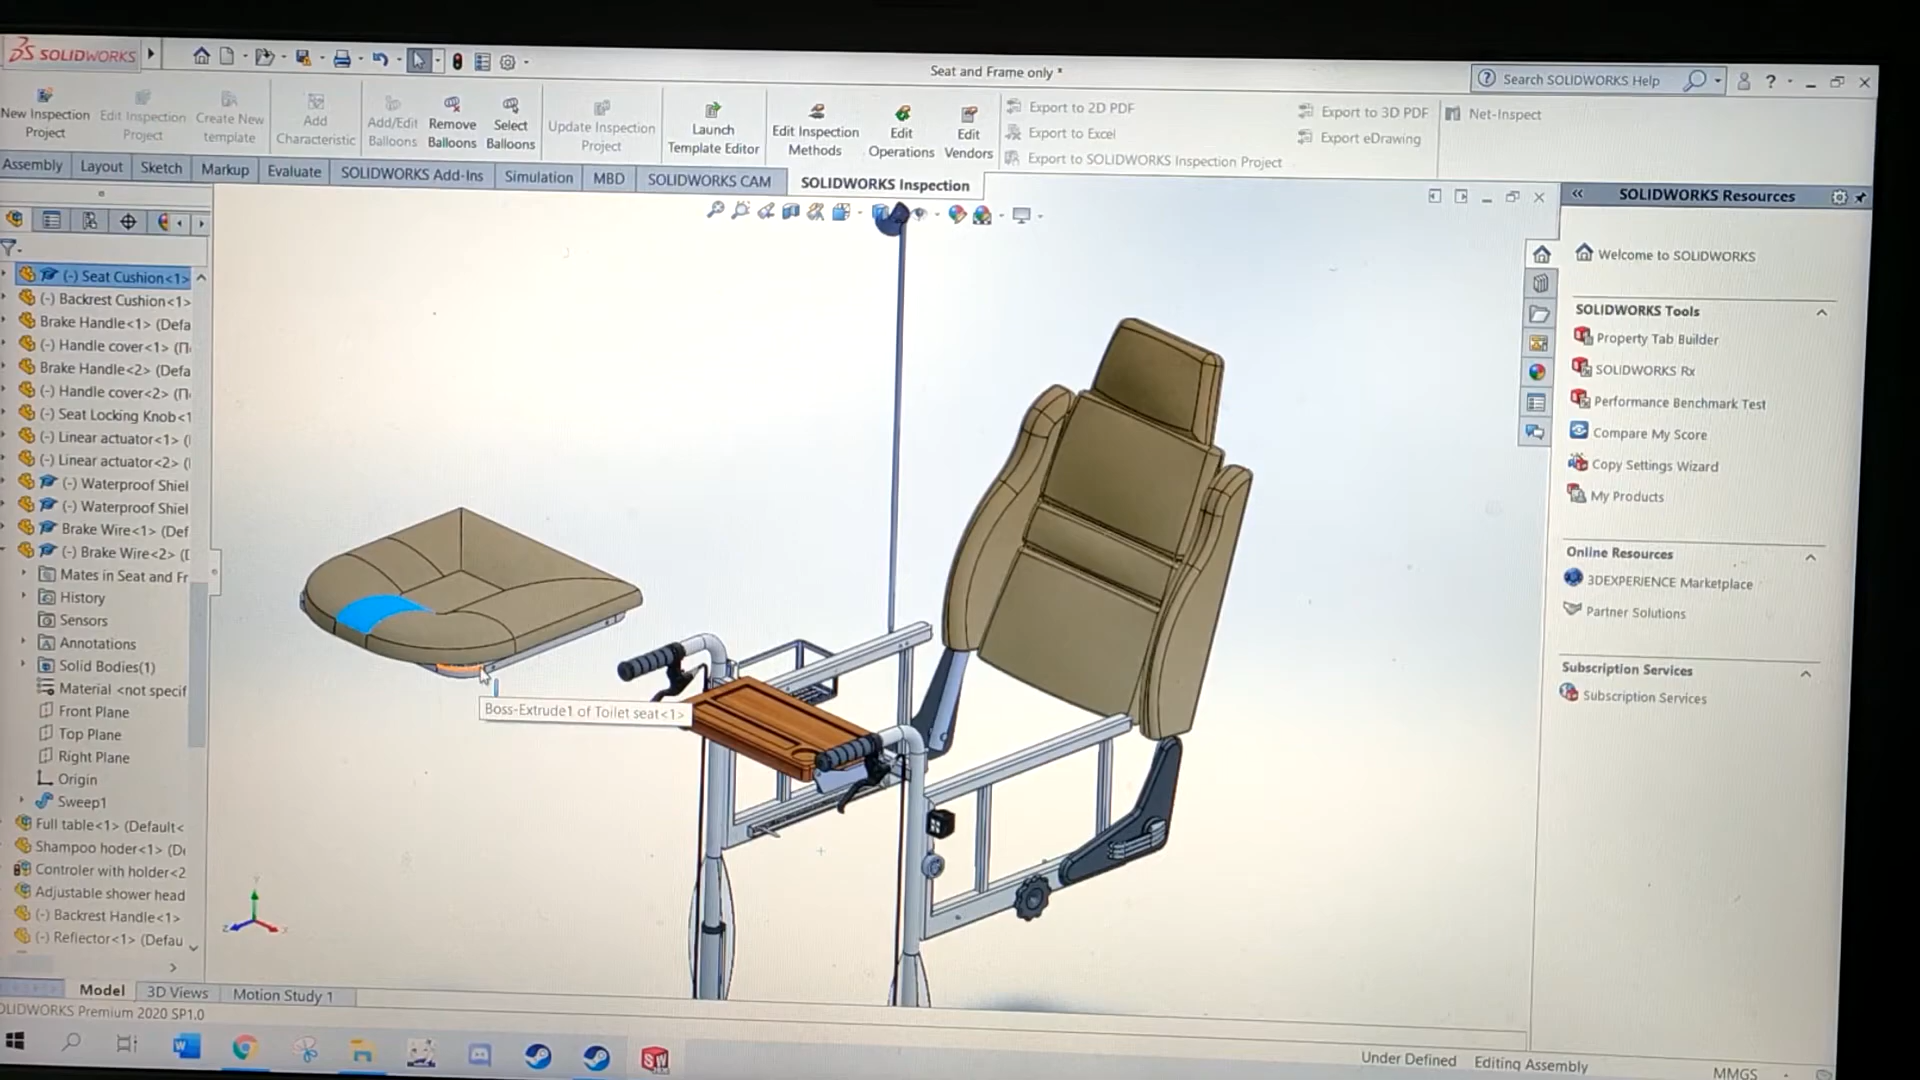 SOLIDWORKS
Seat and Frame only *
Search SOLIDWORKS Help
?
New Inspection Project
Edit Inspection Project
Create New template
Add Characteristic
Add/Edit Balloons
Remove Balloons
Select Balloons
Update Inspection Project
Launch Template Editor
Edit Inspection Methods
Edit Operations
Edit Vendors
Export to 2D PDF
Export to Excel
Export to SOLIDWORKS Inspection Project
Export to 3D PDF
Export eDrawing
Net-Inspect
Assembly
Layout
Sketch
Markup
Evaluate
SOLIDWORKS Add-Ins
Simulation
MBD
SOLIDWORKS CAM
SOLIDWORKS Inspection
(-) Seat Cushion<1>
(-) Backrest Cushion<1>
Brake Handle<1> (Defa
(-) Handle cover<1>
Brake Handle<2> (Defa
(-) Handle cover<2>
(-) Seat Locking Knob<1
(-) Linear actuator<1> (
(-) Linear actuator<2> (
(-) Waterproof Shiel
(-) Waterproof Shiel
Brake Wire<1> (Def
(-) Brake Wire<2>
Mates in Seat and Fr
History
Sensors
Annotations
Solid Bodies(1)
Material <not specif
Front Plane
Top Plane
Right Plane
Origin
Sweep1
Full table<1> (Default<
Shampoo hoder<1>
Controler with holder<2
Adjustable shower head
(-) Backrest Handle<1>
(-) Reflector<1> (Defau
Boss-Extrude1 of Toilet seat<1>
SOLIDWORKS Resources
Welcome to SOLIDWORKS
SOLIDWORKS Tools
Property Tab Builder
SOLIDWORKS Rx
Performance Benchmark Test
Compare My Score
Copy Settings Wizard
My Products
Online Resources
3DEXPERIENCE Marketplace
Partner Solutions
Subscription Services
Subscription Services
Model
3D Views
Motion Study 1
OLIDWORKS Premium 2020 SP1.0
Under Defined
Editing Assembly
MMGS